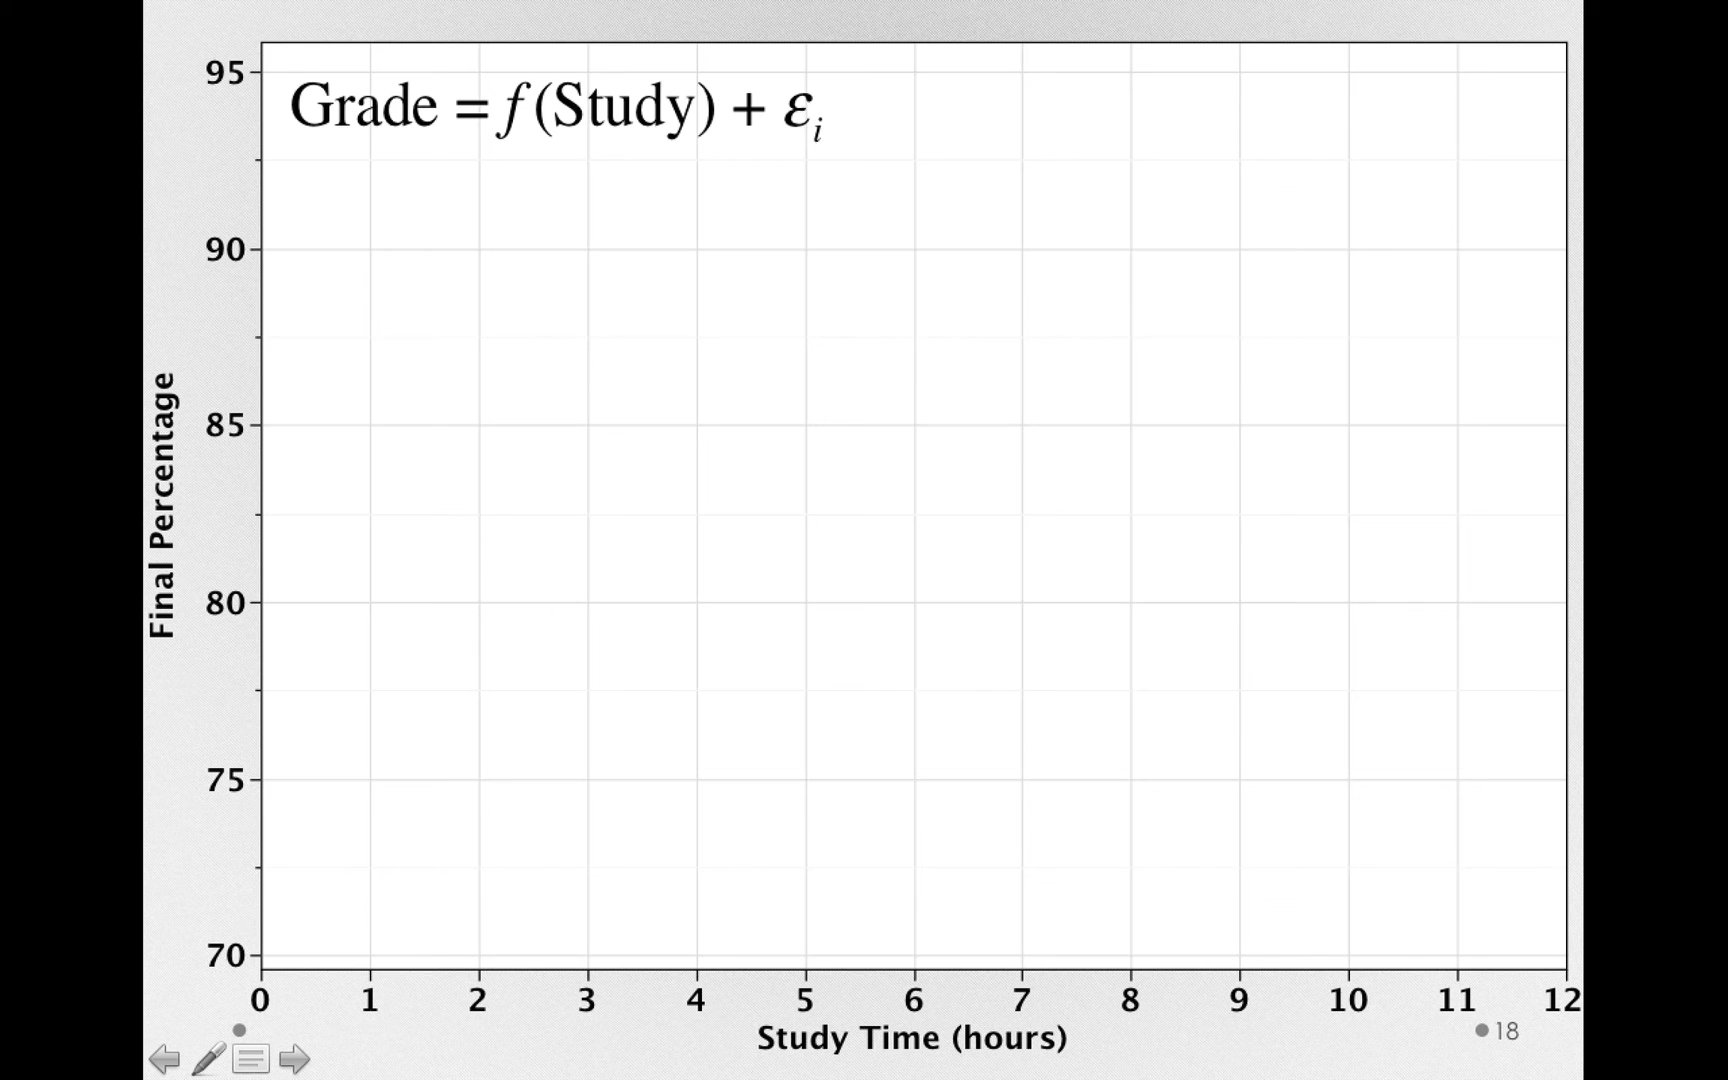 Grade = f(Study) + εᵢ
Final Percentage
95
90
85
80
75
70
0 1 2 3 4 5 6 7 8 9 10 11 12
Study Time (hours)
18